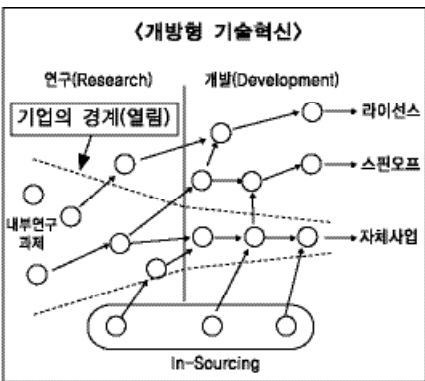 〈개방형 기술혁신〉
연구(Research)
개발(Development)
기업의 경계(열림)
라이선스
스핀오프
내부연구
과제
자체사업
In-Sourcing